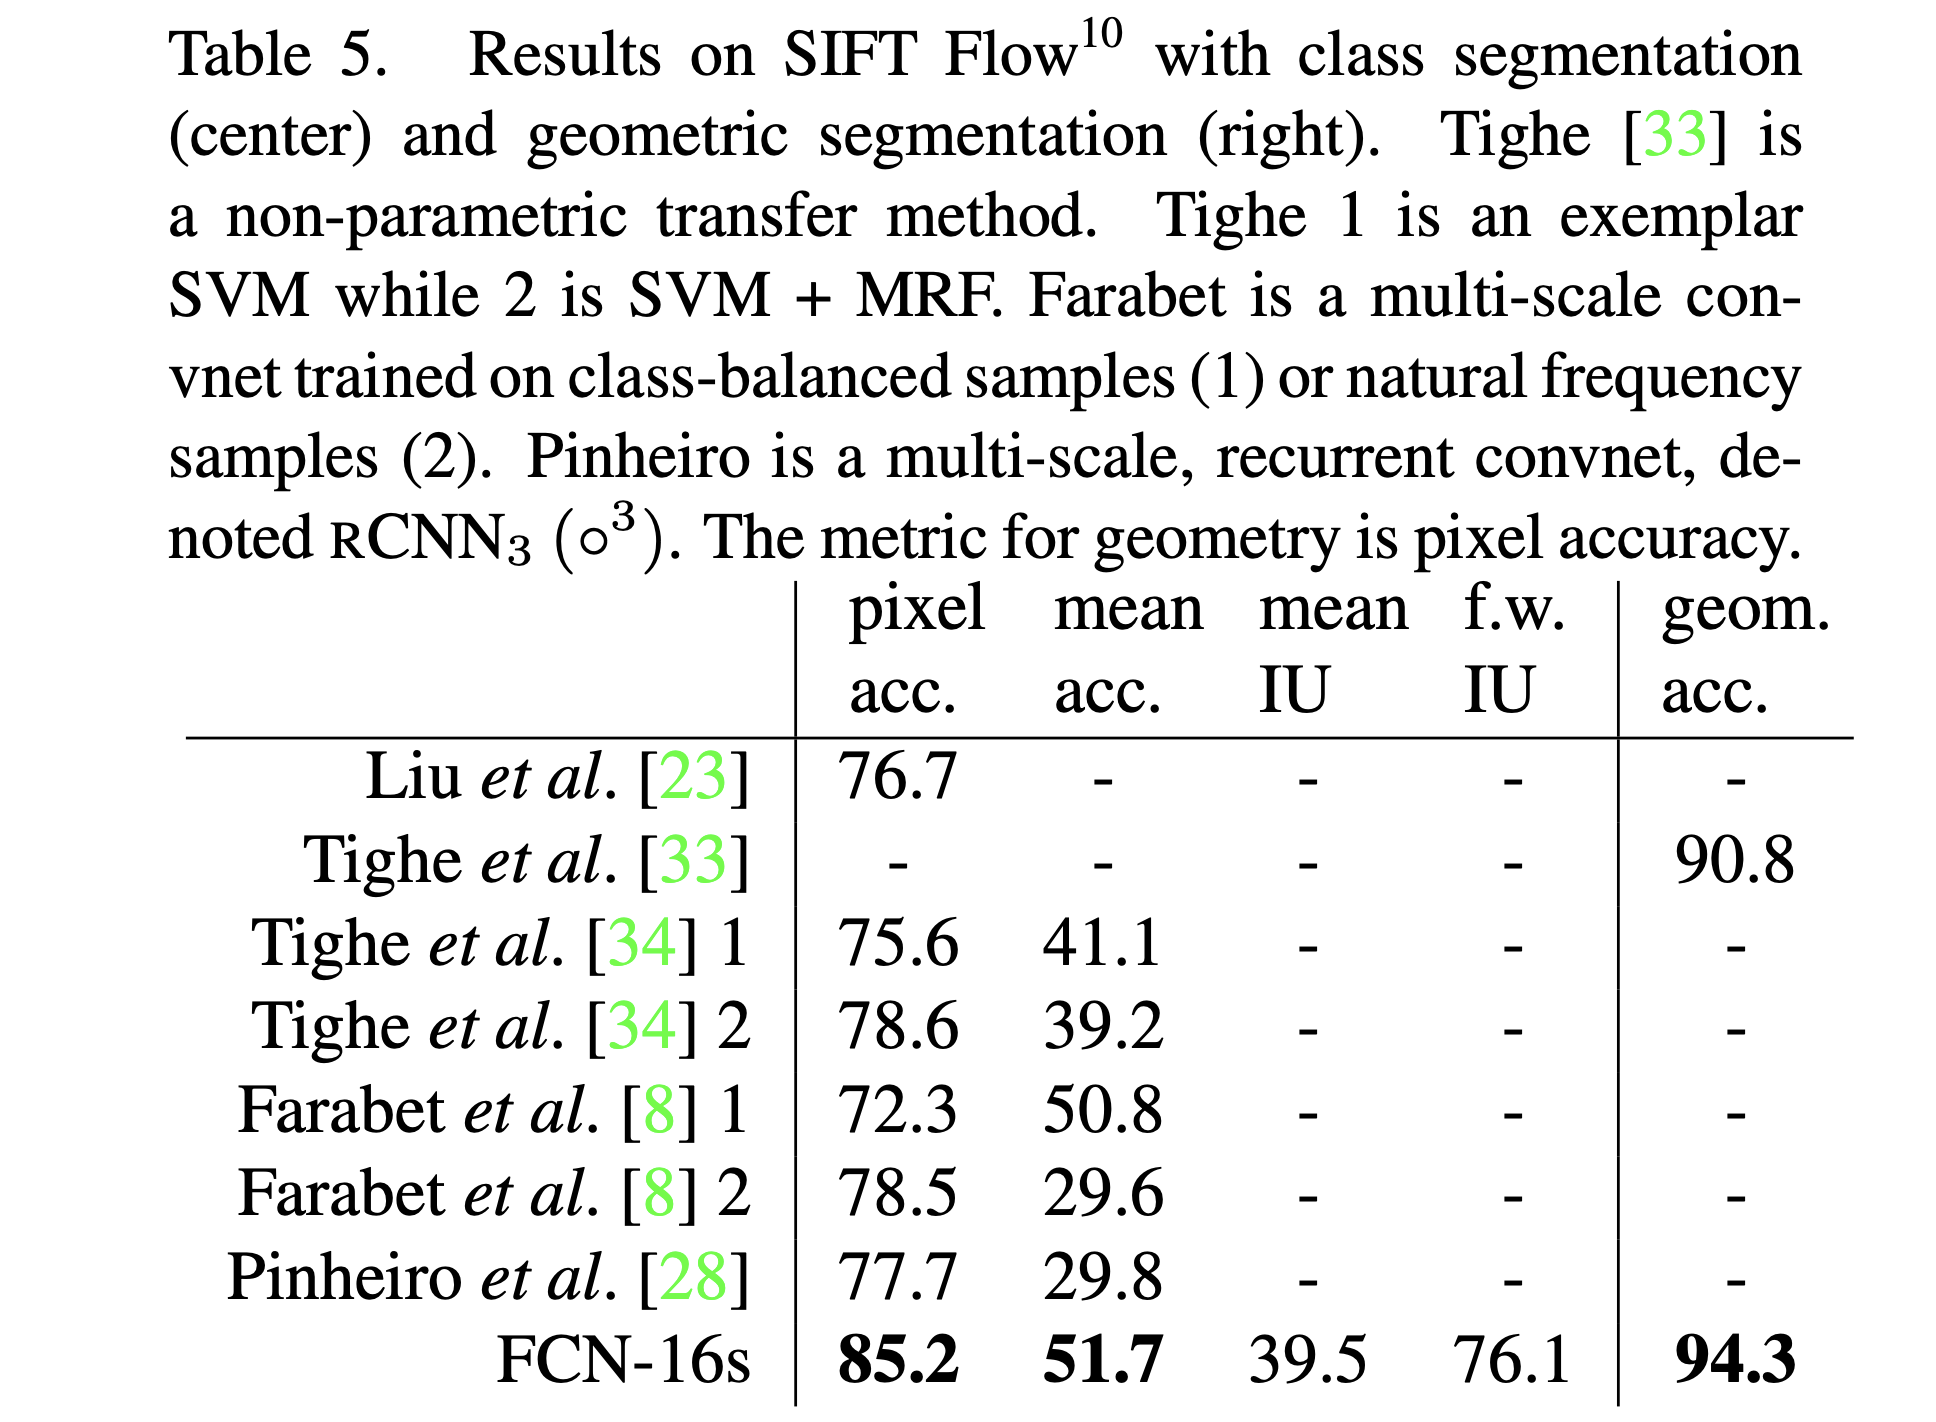 Table 5. Results on SIFT Flow¹⁰ with class segmentation
(center) and geometric segmentation (right). Tighe [33] is
a non-parametric transfer method. Tighe 1 is an exemplar
SVM while 2 is SVM + MRF. Farabet is a multi-scale con-
vnet trained on class-balanced samples (1) or natural frequency
samples (2). Pinheiro is a multi-scale, recurrent convnet, de-
noted RCNN₃ (∘³). The metric for geometry is pixel accuracy.
pixel mean mean f.w. geom.
acc. acc. IU IU acc.
Liu et al. [23] 76.7 - - - -
Tighe et al. [33] - - - - 90.8
Tighe et al. [34] 1 75.6 41.1 - - -
Tighe et al. [34] 2 78.6 39.2 - - -
Farabet et al. [8] 1 72.3 50.8 - - -
Farabet et al. [8] 2 78.5 29.6 - - -
Pinheiro et al. [28] 77.7 29.8 - - -
FCN-16s 85.2 51.7 39.5 76.1 94.3